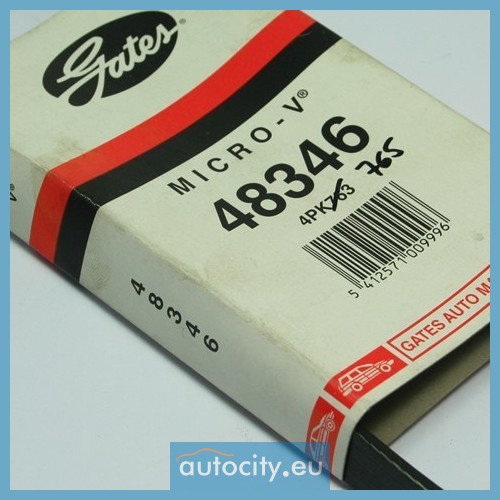 Gates
MICRO-V®
48346
4PK763 765
5 412571 009996
GATES AUTO
V®
48346
autocity.eu